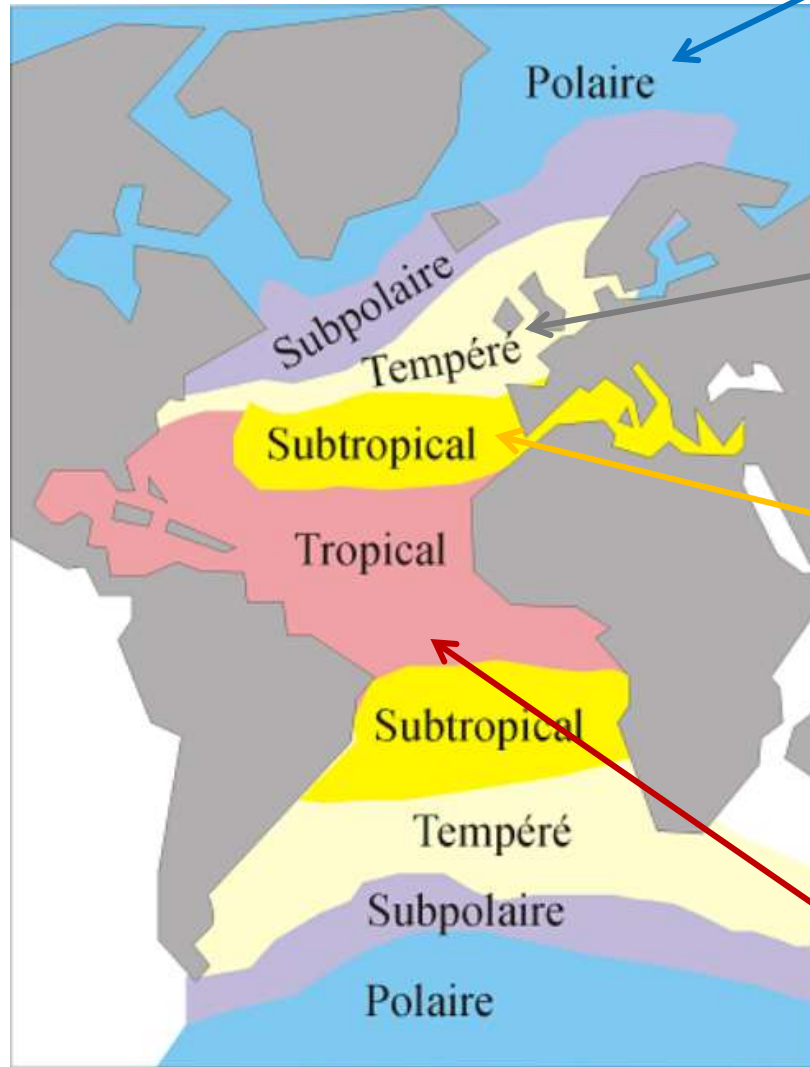 Polaire
Subpolaire
Tempéré
Subtropical
Tropical
Subtropical
Tempéré
Subpolaire
Polaire